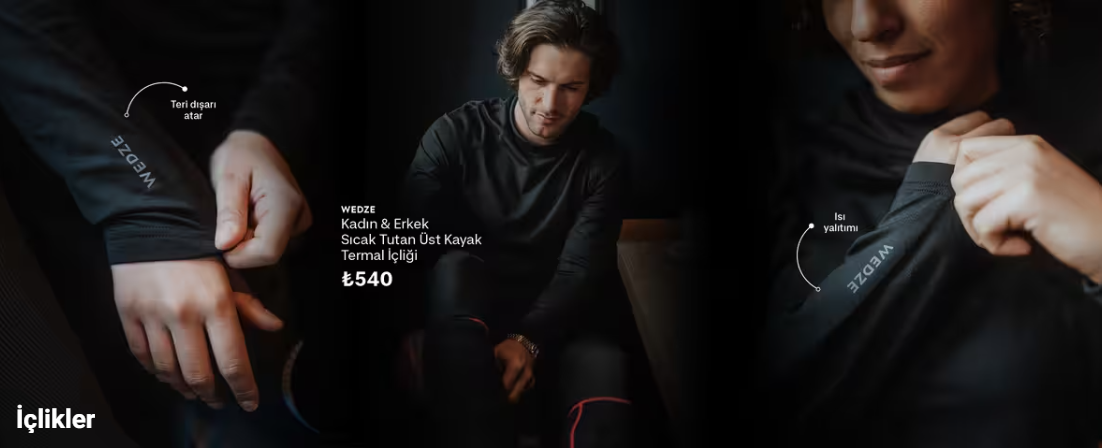 Teri dışarı
atar
WEDZE
WEDZE
Kadın & Erkek
Sıcak Tutan Üst Kayak
Termal İçliği
₺540
Isı
yalıtımı
WEDZE
İçlikler